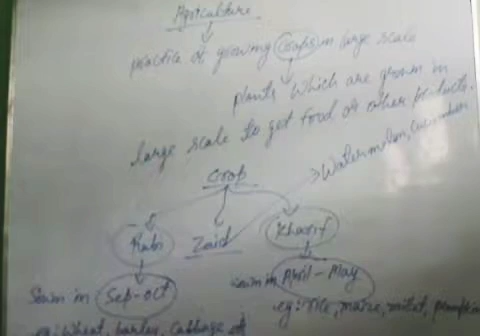 Agriculture
practice of growing Crops in large scale
plants which are grown in
large scale to get food or other products.
Crop
Watermelon, Cucumber
Rabi Zaid Kharif
Sown in Sep-Oct
sown in April-May
eg: wheat, barley, Cabbage etc
eg: rice, maize, millet, pumpkin